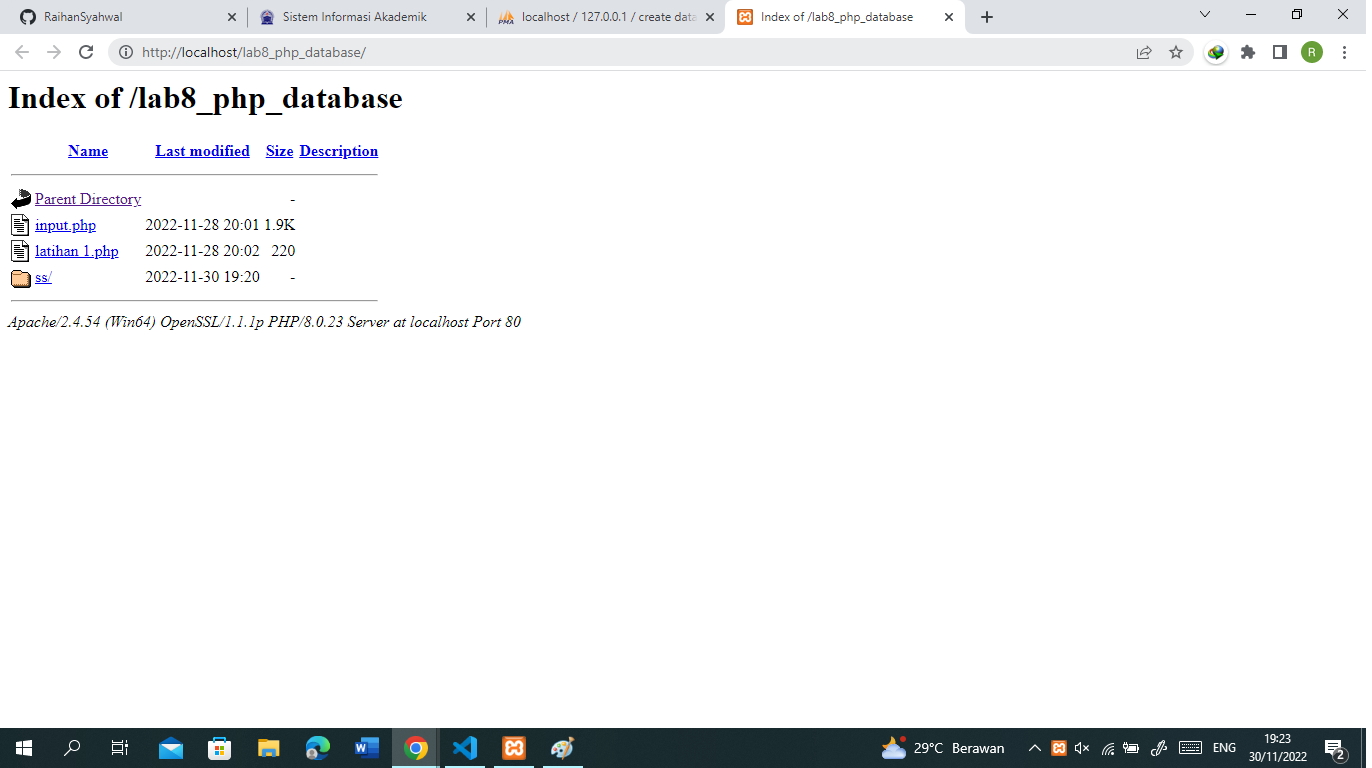 RaihanSyahwal
Sistem Informasi Akademik
localhost / 127.0.0.1 / create data
Index of /lab8_php_database
http://localhost/lab8_php_database/
R
Index of /lab8_php_database
Name Last modified Size Description
Parent Directory -
input.php 2022-11-28 20:01 1.9K
latihan 1.php 2022-11-28 20:02 220
ss/ 2022-11-30 19:20 -
Apache/2.4.54 (Win64) OpenSSL/1.1.1p PHP/8.0.23 Server at localhost Port 80
29°C Berawan
ENG
19:23
30/11/2022
2